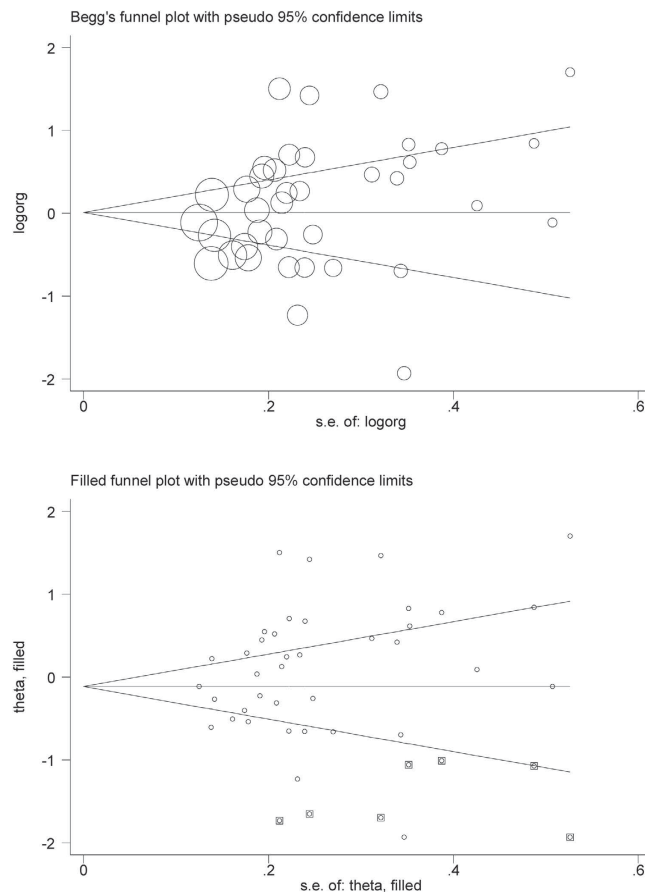 Begg's funnel plot with pseudo 95% confidence limits
2
1
0
-1
-2
logorg
0 .2 .4 .6
s.e. of: logorg
Filled funnel plot with pseudo 95% confidence limits
2
1
0
-1
-2
theta, filled
0 .2 .4 .6
s.e. of: theta, filled